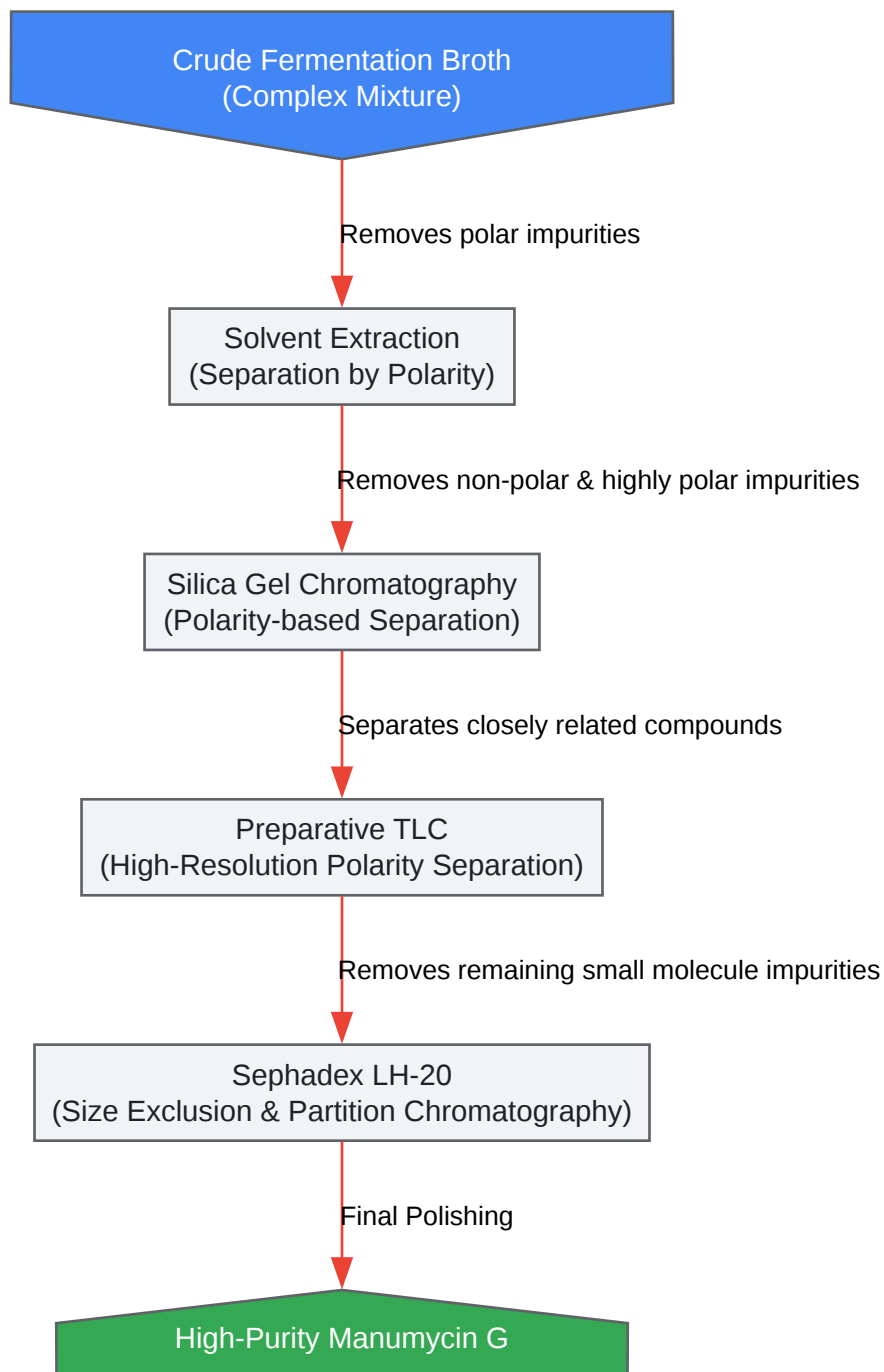 Crude Fermentation Broth
(Complex Mixture)
Removes polar impurities
Solvent Extraction
(Separation by Polarity)
Removes non-polar & highly polar impurities
Silica Gel Chromatography
(Polarity-based Separation)
Separates closely related compounds
Preparative TLC
(High-Resolution Polarity Separation)
Removes remaining small molecule impurities
Sephadex LH-20
(Size Exclusion & Partition Chromatography)
Final Polishing
High-Purity Manumycin G